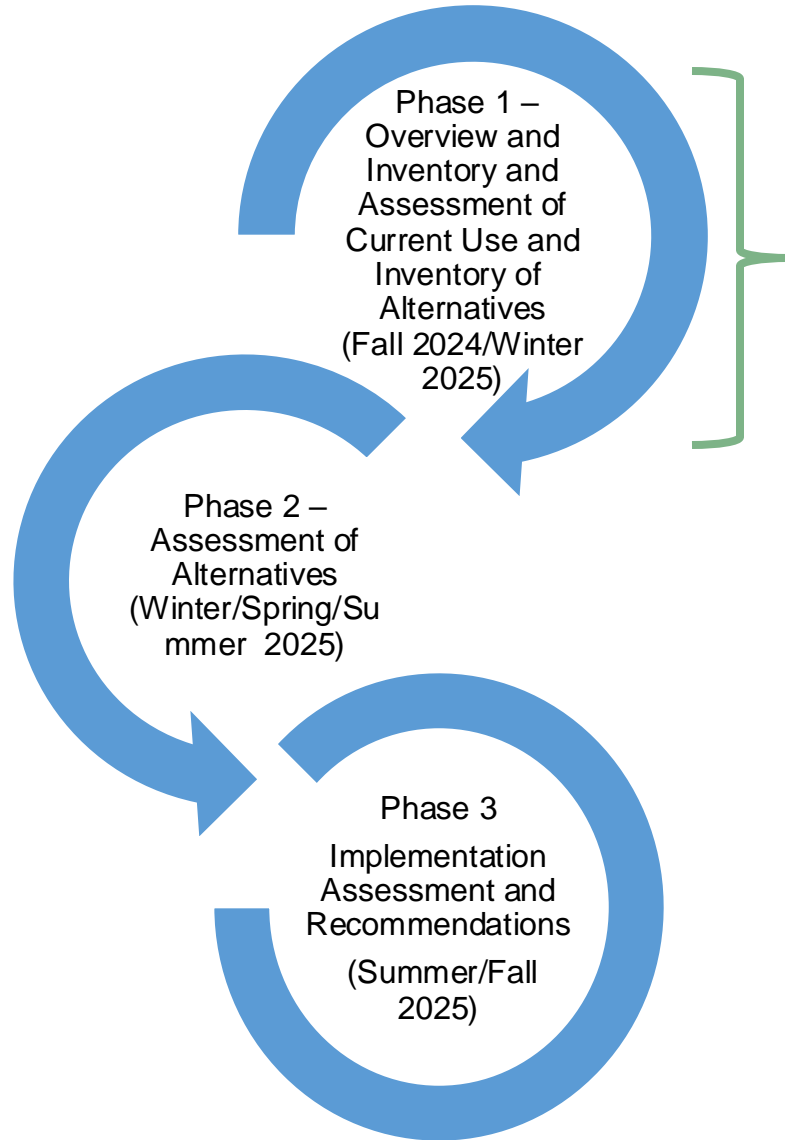 Phase 1 –
Overview and
Inventory and
Assessment of
Current Use and
Inventory of
Alternatives
(Fall 2024/Winter
2025)
Phase 2 –
Assessment of
Alternatives
(Winter/Spring/Su
mmer 2025)
Phase 3
Implementation
Assessment and
Recommendations
(Summer/Fall
2025)